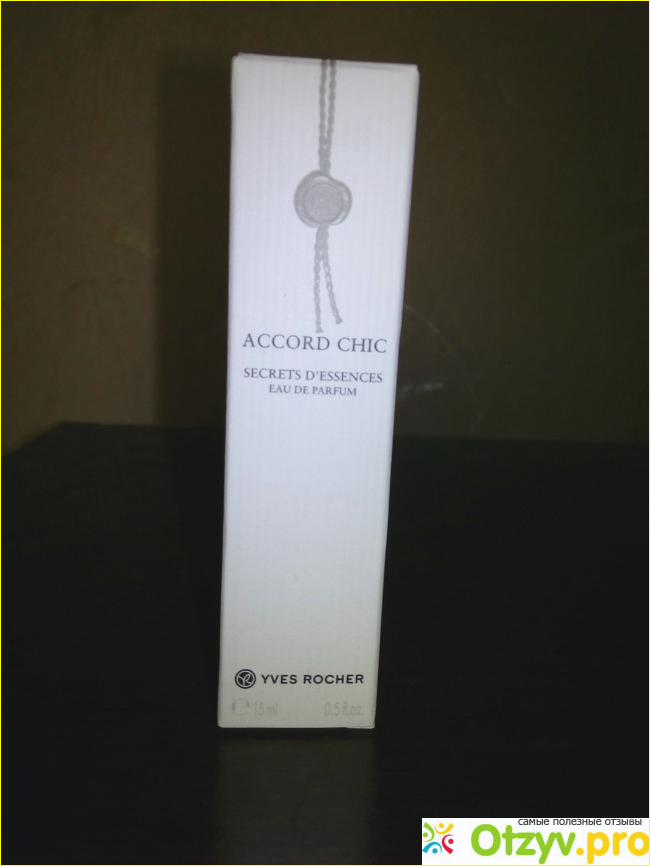 ACCORD CHIC
SECRETS D'ESSENCES
EAU DE PARFUM
YVES ROCHER
℮ 15 ml 0.5 fl.oz.
самые полезные отзывы
Otzyv.pro